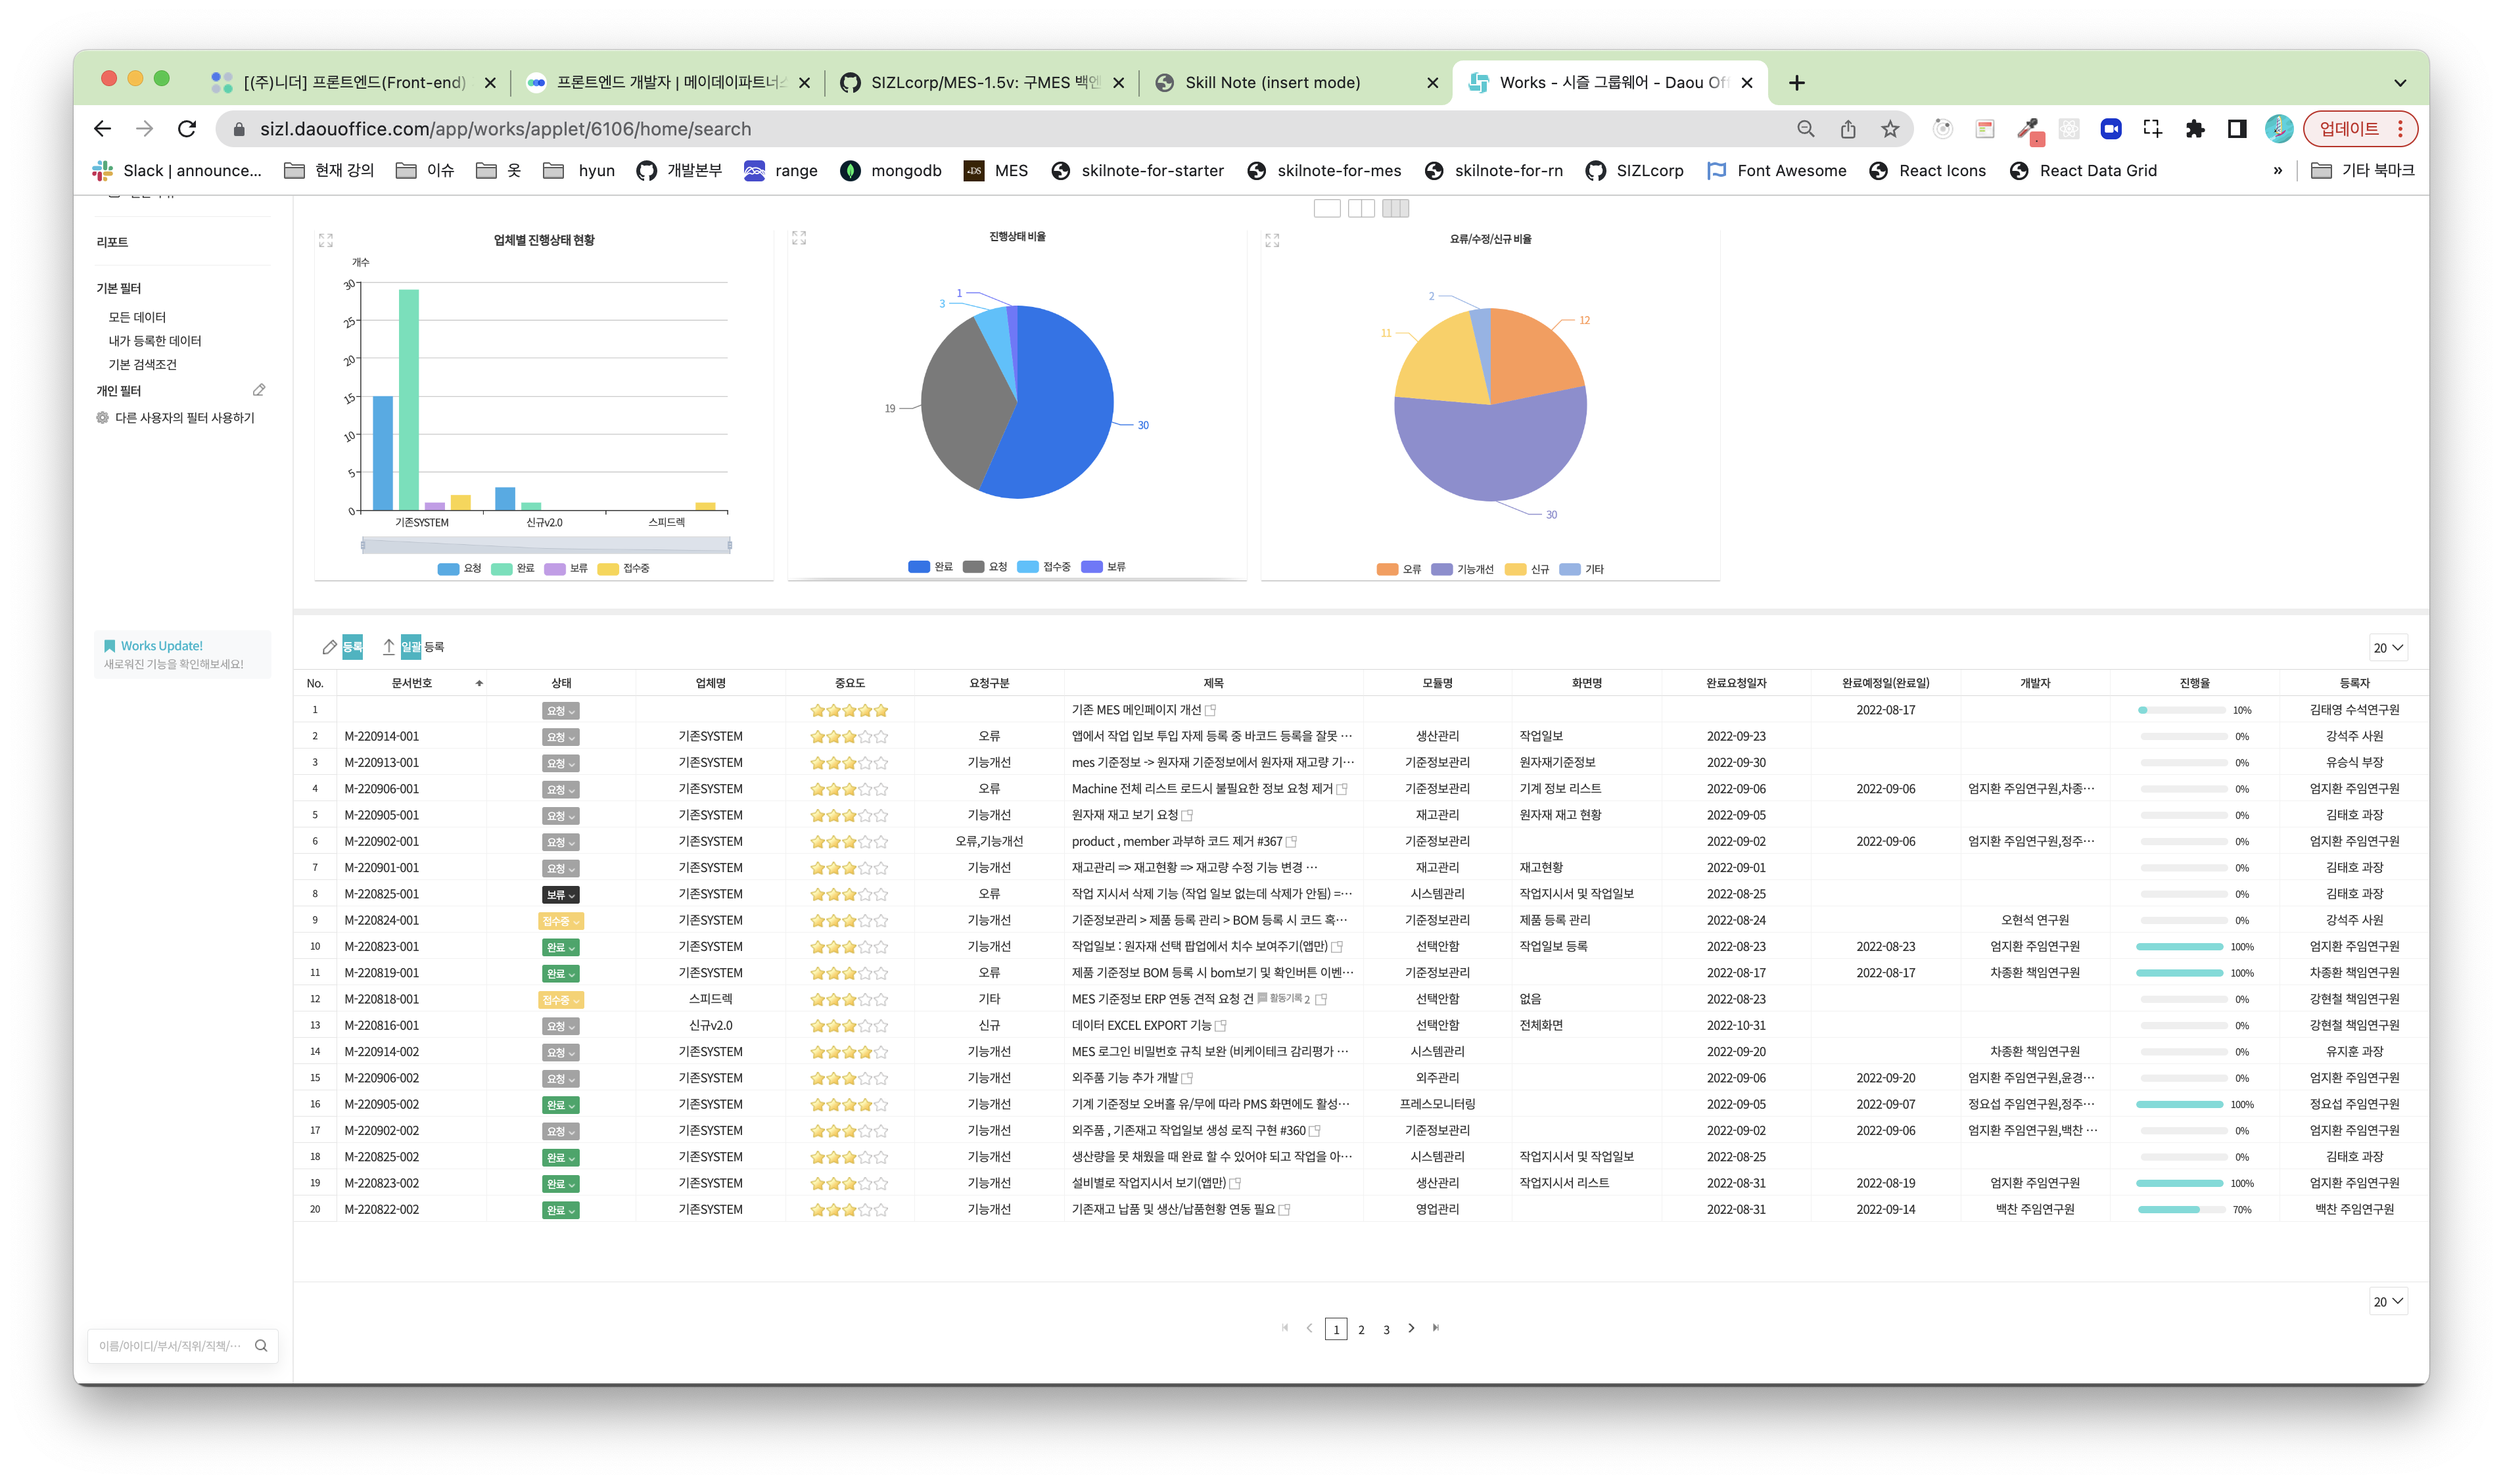 [(주)니더] 프론트엔드(Front-end)
프론트엔드 개발자 | 메이데이파트너스
SIZLcorp/MES-1.5v: 구MES 백엔
Skill Note (insert mode)
Works - 시즐 그룹웨어 - Daou Of
sizl.daouoffice.com/app/works/applet/6106/home/search
업데이트
Slack | announce...
현재 강의
이슈
옷
hyun
개발본부
range
mongodb
MES
skilnote-for-starter
skilnote-for-mes
skilnote-for-rn
SIZLcorp
Font Awesome
React Icons
React Data Grid
»
기타 북마크
리포트
기본 필터
모든 데이터
내가 등록한 데이터
기본 검색조건
개인 필터
다른 사용자의 필터 사용하기
Works Update!
새로워진 기능을 확인해보세요!
이름/아이디/부서/직위/직책/…
업체별 진행상태 현황
개수
30
25
20
15
10
5
0
기존SYSTEM 신규v2.0 스피드렉
요청 완료 보류 접수중
진행상태 비율
1
3
19
30
완료 요청 접수중 보류
요류/수정/신규 비율
2
12
11
30
오류 기능개선 신규 기타
등록 일괄 등록
20
No. 문서번호 상태 업체명 중요도 요청구분 제목 모듈명 화면명 완료요청일자 완료예정일(완료일) 개발자 진행율 등록자
1 요청 기존 MES 메인페이지 개선 2022-08-17 10% 김태영 수석연구원
2 M-220914-001 요청 기존SYSTEM 오류 앱에서 작업 입보 투입 자제 등록 중 바코드 등록을 잘못 … 생산관리 작업일보 2022-09-23 0% 강석주 사원
3 M-220913-001 요청 기존SYSTEM 기능개선 mes 기준정보 -> 원자재 기준정보에서 원자재 재고량 기… 기준정보관리 원자재기준정보 2022-09-30 0% 유승식 부장
4 M-220906-001 요청 기존SYSTEM 오류 Machine 전체 리스트 로드시 불필요한 정보 요청 제거 기준정보관리 기계 정보 리스트 2022-09-06 2022-09-06 엄지환 주임연구원,차종… 0% 엄지환 주임연구원
5 M-220905-001 요청 기존SYSTEM 기능개선 원자재 재고 보기 요청 재고관리 원자재 재고 현황 2022-09-05 0% 김태호 과장
6 M-220902-001 요청 기존SYSTEM 오류,기능개선 product , member 과부하 코드 제거 #367 기준정보관리 2022-09-02 2022-09-06 엄지환 주임연구원,정주… 0% 엄지환 주임연구원
7 M-220901-001 요청 기존SYSTEM 기능개선 재고관리 => 재고현황 => 재고량 수정 기능 변경 … 재고관리 재고현황 2022-09-01 0% 김태호 과장
8 M-220825-001 보류 기존SYSTEM 오류 작업 지시서 삭제 기능 (작업 일보 없는데 삭제가 안됨) =… 시스템관리 작업지시서 및 작업일보 2022-08-25 0% 김태호 과장
9 M-220824-001 접수중 기존SYSTEM 기능개선 기준정보관리 > 제품 등록 관리 > BOM 등록 시 코드 혹… 기준정보관리 제품 등록 관리 2022-08-24 오현석 연구원 0% 강석주 사원
10 M-220823-001 완료 기존SYSTEM 기능개선 작업일보 : 원자재 선택 팝업에서 치수 보여주기(앱만) 선택안함 작업일보 등록 2022-08-23 2022-08-23 엄지환 주임연구원 100% 엄지환 주임연구원
11 M-220819-001 완료 기존SYSTEM 오류 제품 기준정보 BOM 등록 시 bom보기 및 확인버튼 이벤… 기준정보관리 2022-08-17 2022-08-17 차종환 책임연구원 100% 차종환 책임연구원
12 M-220818-001 접수중 스피드렉 기타 MES 기준정보 ERP 연동 견적 요청 건 활동기록 2 선택안함 없음 2022-08-23 0% 강현철 책임연구원
13 M-220816-001 요청 신규v2.0 신규 데이터 EXCEL EXPORT 기능 선택안함 전체화면 2022-10-31 0% 강현철 책임연구원
14 M-220914-002 요청 기존SYSTEM 기능개선 MES 로그인 비밀번호 규칙 보완 (비케이테크 감리평가 … 시스템관리 2022-09-20 차종환 책임연구원 0% 유지훈 과장
15 M-220906-002 요청 기존SYSTEM 기능개선 외주품 기능 추가 개발 외주관리 2022-09-06 2022-09-20 엄지환 주임연구원,윤경… 0% 엄지환 주임연구원
16 M-220905-002 완료 기존SYSTEM 기능개선 기계 기준정보 오버홀 유/무에 따라 PMS 화면에도 활성… 프레스모니터링 2022-09-05 2022-09-07 정요섭 주임연구원,정주… 100% 정요섭 주임연구원
17 M-220902-002 요청 기존SYSTEM 기능개선 외주품 , 기존재고 작업일보 생성 로직 구현 #360 기준정보관리 2022-09-02 2022-09-06 엄지환 주임연구원,백찬 … 0% 엄지환 주임연구원
18 M-220825-002 완료 기존SYSTEM 기능개선 생산량을 못 채웠을 때 완료 할 수 있어야 되고 작업을 아… 시스템관리 작업지시서 및 작업일보 2022-08-25 0% 김태호 과장
19 M-220823-002 완료 기존SYSTEM 기능개선 설비별로 작업지시서 보기(앱만) 생산관리 작업지시서 리스트 2022-08-31 2022-08-19 엄지환 주임연구원 100% 엄지환 주임연구원
20 M-220822-002 완료 기존SYSTEM 기능개선 기존재고 납품 및 생산/납품현황 연동 필요 영업관리 2022-08-31 2022-09-14 백찬 주임연구원 70% 백찬 주임연구원
20
1 2 3